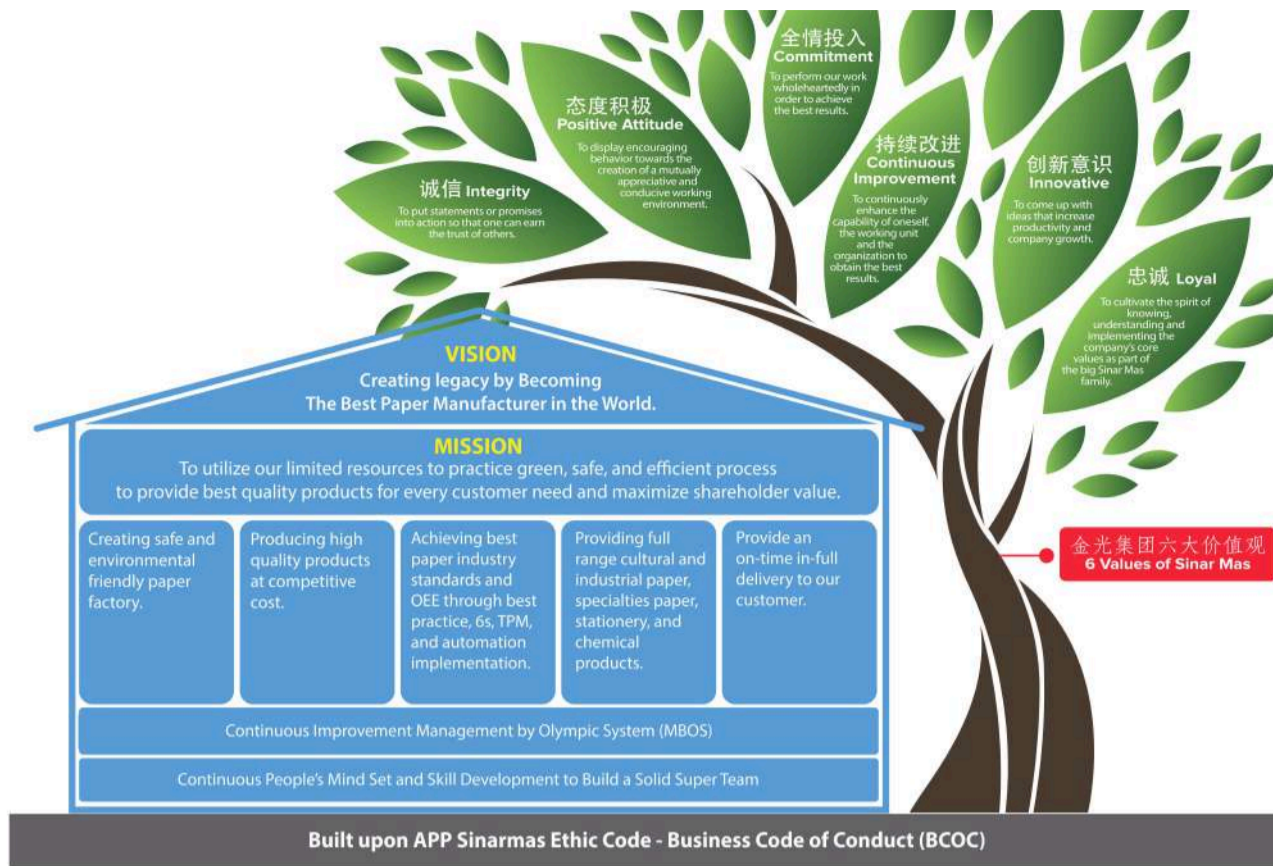 全情投入
Commitment
To perform our work
wholeheartedly in
order to achieve
the best results.
态度积极
Positive Attitude
To display encouraging
behavior towards the
creation of a mutually
appreciative and
conducive working
environment.
持续改进
Continuous
Improvement
To continuously
enhance the
capability of oneself,
the working unit
and the
organization to
obtain the best
results.
创新意识
Innovative
To come up with
ideas that increase
productivity and
company growth.
诚信 Integrity
To put statements or promises
into action so that one can earn
the trust of others.
忠诚 Loyal
To cultivate the spirit of
knowing,
understanding and
implementing the
company's core
values as part of
the big Sinar Mas
family.
VISION
Creating legacy by Becoming
The Best Paper Manufacturer in the World.
MISSION
To utilize our limited resources to practice green, safe, and efficient process
to provide best quality products for every customer need and maximize shareholder value.
Creating safe and
environmental
friendly paper
factory.
Producing high
quality products
at competitive
cost.
Achieving best
paper industry
standards and
OEE through best
practice, 6s, TPM,
and automation
implementation.
Providing full
range cultural and
industrial paper,
specialties paper,
stationery, and
chemical
products.
Provide an
on-time in-full
delivery to our
customer.
金光集团六大价值观
6 Values of Sinar Mas
Continuous Improvement Management by Olympic System (MBOS)
Continuous People's Mind Set and Skill Development to Build a Solid Super Team
Built upon APP Sinarmas Ethic Code - Business Code of Conduct (BCOC)